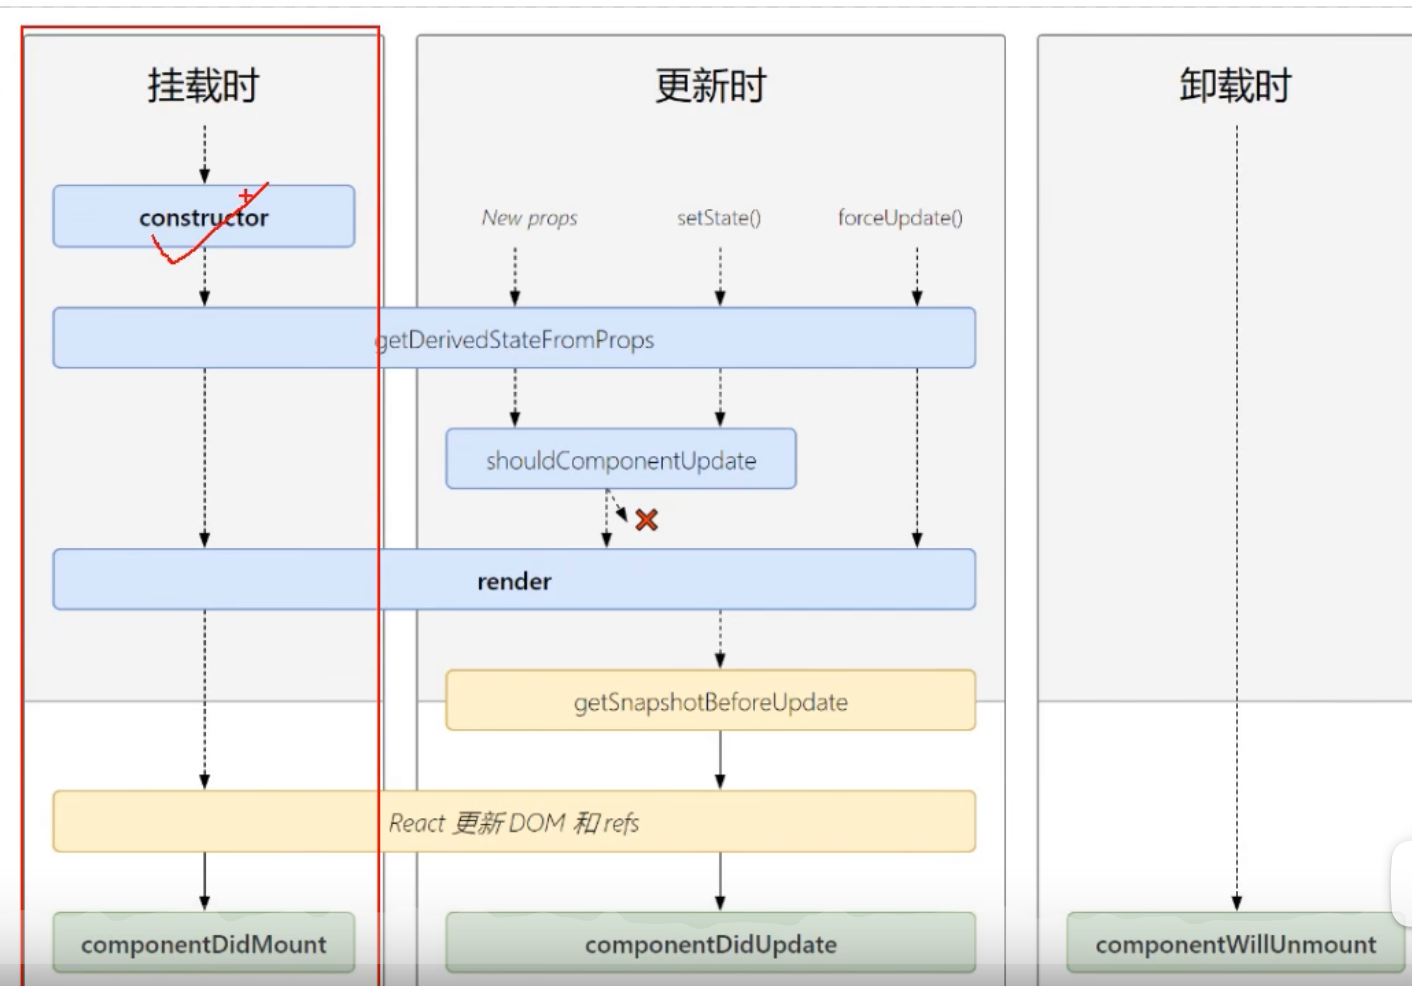 挂载时
更新时
卸载时
constructor
New props
setState()
forceUpdate()
getDerivedStateFromProps
shouldComponentUpdate
render
getSnapshotBeforeUpdate
React 更新 DOM 和 refs
componentDidMount
componentDidUpdate
componentWillUnmount